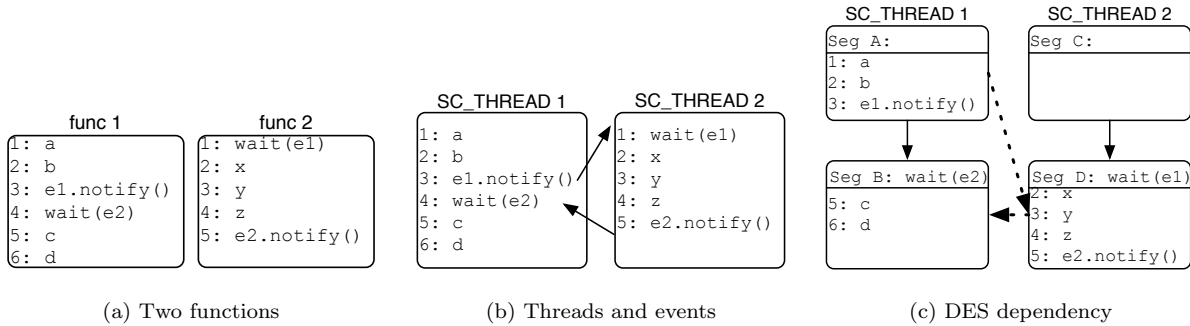 func 1
1: a
2: b
3: e1.notify()
4: wait(e2)
5: c
6: d
func 2
1: wait(e1)
2: x
3: y
4: z
5: e2.notify()
(a) Two functions
SC_THREAD 1
1: a
2: b
3: e1.notify()
4: wait(e2)
5: c
6: d
SC_THREAD 2
1: wait(e1)
2: x
3: y
4: z
5: e2.notify()
(b) Threads and events
SC_THREAD 1
Seg A:
1: a
2: b
3: e1.notify()
Seg B: wait(e2)
5: c
6: d
SC_THREAD 2
Seg C:
Seg D: wait(e1)
2: x
3: y
4: z
5: e2.notify()
(c) DES dependency